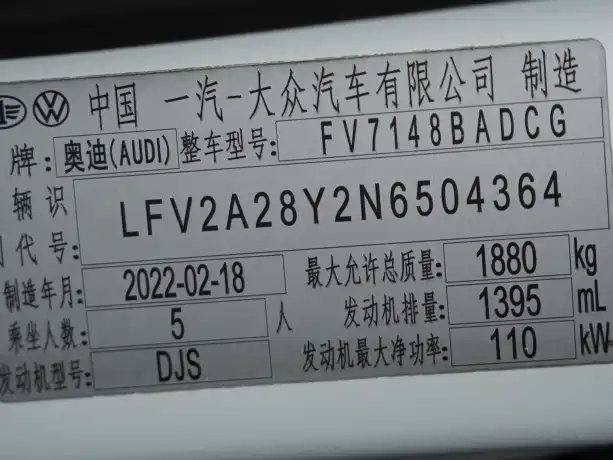 中国 一汽-大众汽车有限公司 制造
牌: 奥迪(AUDI) 整车型号: FV7148BADCG
辆识 LFV2A28Y2N6504364
代号:
制造年月: 2022-02-18 最大允许总质量: 1880 kg
乘坐人数: 5 人 发动机排量: 1395 mL
发动机型号: DJS 发动机最大净功率: 110 kW